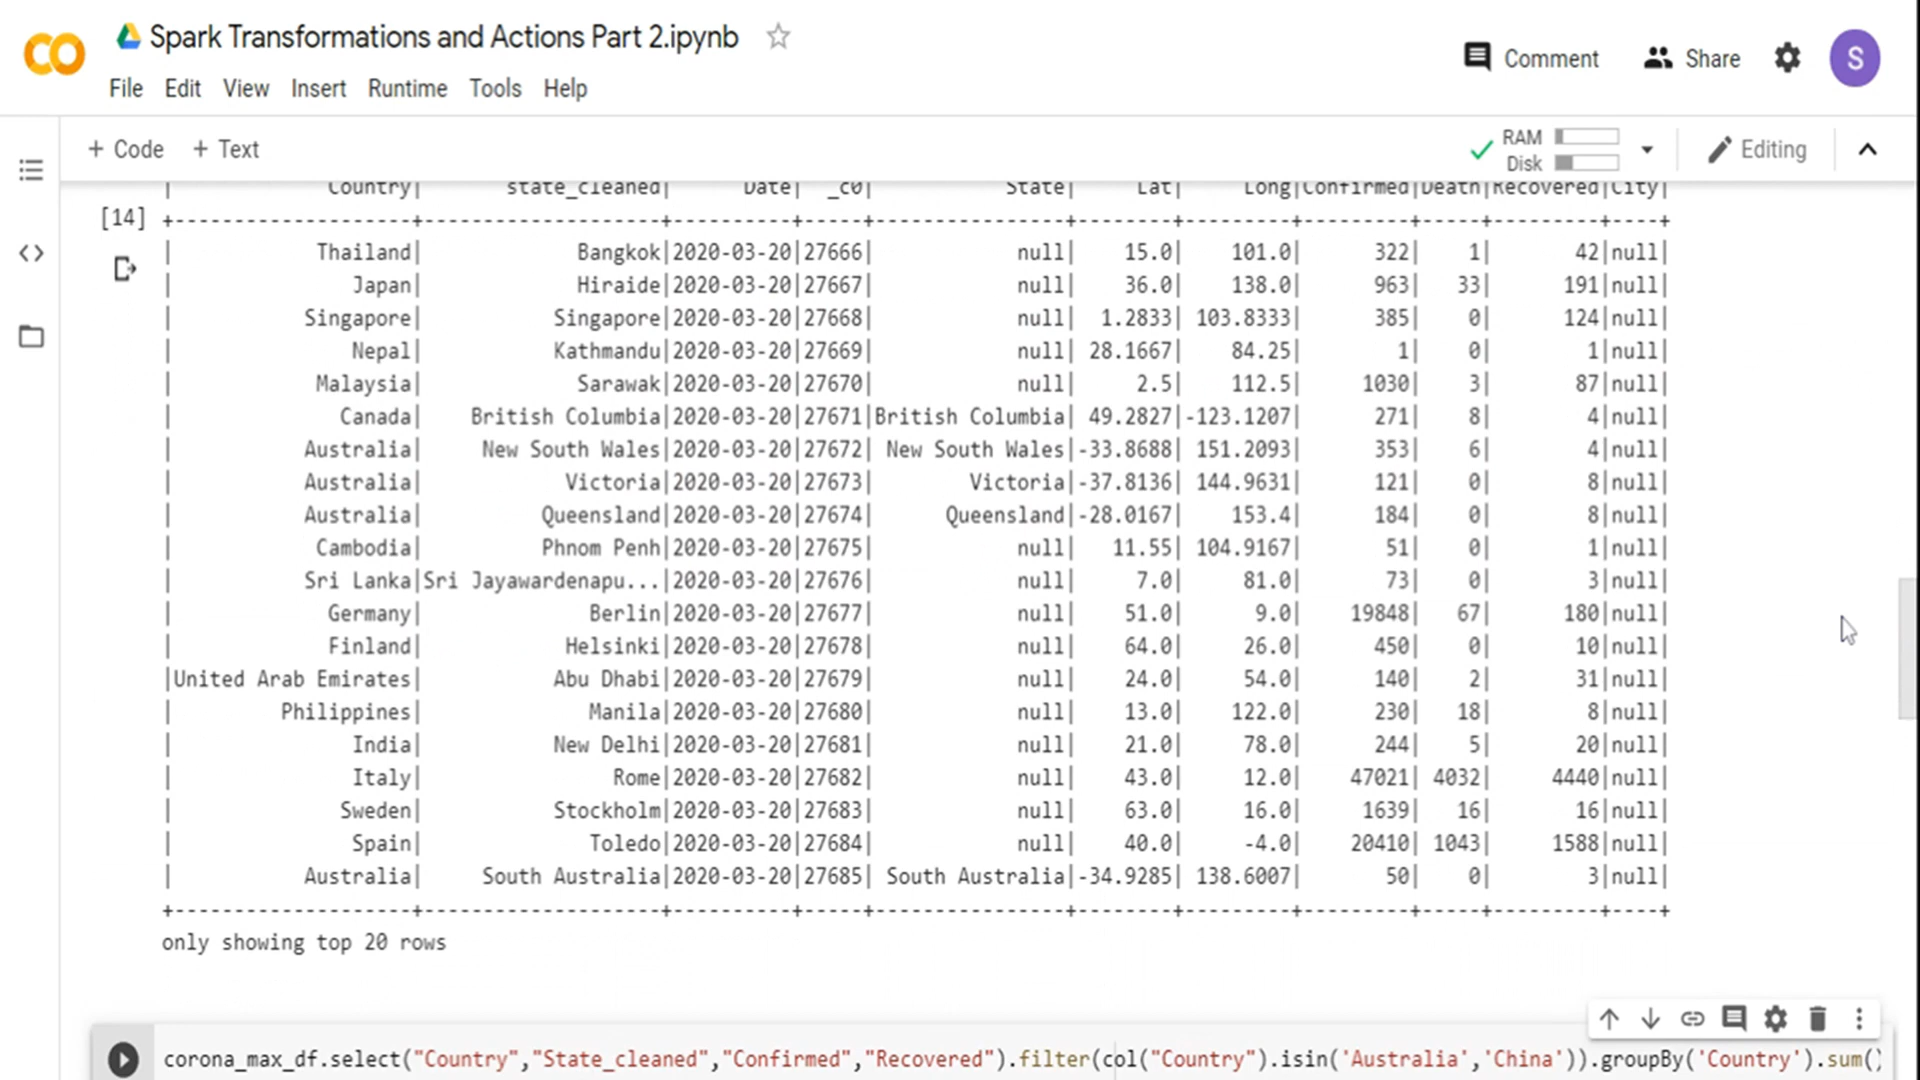 Spark Transformations and Actions Part 2.ipynb
Comment Share S
File Edit View Insert Runtime Tools Help
+ Code + Text
RAM
Disk
Editing
| Country| state_cleaned| Date| _c0| State| Lat| Long|Confirmed|Death|Recovered|City|
[14]
+------------------+------------------+----------+-----+----------------+--------+---------+---------+-----+---------+----+
| Thailand| Bangkok|2020-03-20|27666| null| 15.0| 101.0| 322| 1| 42|null|
| Japan| Hiraide|2020-03-20|27667| null| 36.0| 138.0| 963| 33| 191|null|
| Singapore| Singapore|2020-03-20|27668| null| 1.2833| 103.8333| 385| 0| 124|null|
| Nepal| Kathmandu|2020-03-20|27669| null| 28.1667| 84.25| 1| 0| 1|null|
| Malaysia| Sarawak|2020-03-20|27670| null| 2.5| 112.5| 1030| 3| 87|null|
| Canada| British Columbia|2020-03-20|27671|British Columbia| 49.2827|-123.1207| 271| 8| 4|null|
| Australia| New South Wales|2020-03-20|27672| New South Wales|-33.8688| 151.2093| 353| 6| 4|null|
| Australia| Victoria|2020-03-20|27673| Victoria|-37.8136| 144.9631| 121| 0| 8|null|
| Australia| Queensland|2020-03-20|27674| Queensland|-28.0167| 153.4| 184| 0| 8|null|
| Cambodia| Phnom Penh|2020-03-20|27675| null| 11.55| 104.9167| 51| 0| 1|null|
| Sri Lanka|Sri Jayawardenapu...|2020-03-20|27676| null| 7.0| 81.0| 73| 0| 3|null|
| Germany| Berlin|2020-03-20|27677| null| 51.0| 9.0| 19848| 67| 180|null|
| Finland| Helsinki|2020-03-20|27678| null| 64.0| 26.0| 450| 0| 10|null|
|United Arab Emirates| Abu Dhabi|2020-03-20|27679| null| 24.0| 54.0| 140| 2| 31|null|
| Philippines| Manila|2020-03-20|27680| null| 13.0| 122.0| 230| 18| 8|null|
| India| New Delhi|2020-03-20|27681| null| 21.0| 78.0| 244| 5| 20|null|
| Italy| Rome|2020-03-20|27682| null| 43.0| 12.0| 47021| 4032| 4440|null|
| Sweden| Stockholm|2020-03-20|27683| null| 63.0| 16.0| 1639| 16| 16|null|
| Spain| Toledo|2020-03-20|27684| null| 40.0| -4.0| 20410| 1043| 1588|null|
| Australia| South Australia|2020-03-20|27685| South Australia|-34.9285| 138.6007| 50| 0| 3|null|
+------------------+------------------+----------+-----+----------------+--------+---------+---------+-----+---------+----+
only showing top 20 rows
corona_max_df.select("Country","State_cleaned","Confirmed","Recovered").filter(col("Country").isin('Australia','China')).groupBy('Country').sum()